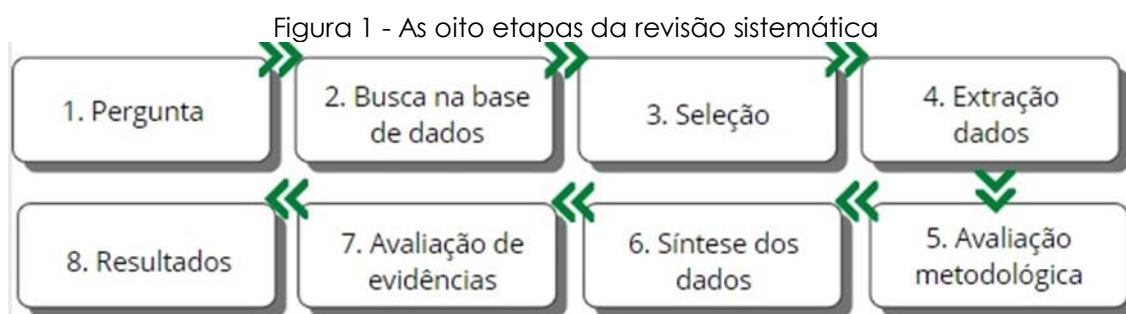 Figura 1 - As oito etapas da revisão sistemática
1. Pergunta
2. Busca na base
de dados
3. Seleção
4. Extração
dados
5. Avaliação
metodológica
6. Síntese dos
dados
7. Avaliação de
evidências
8. Resultados